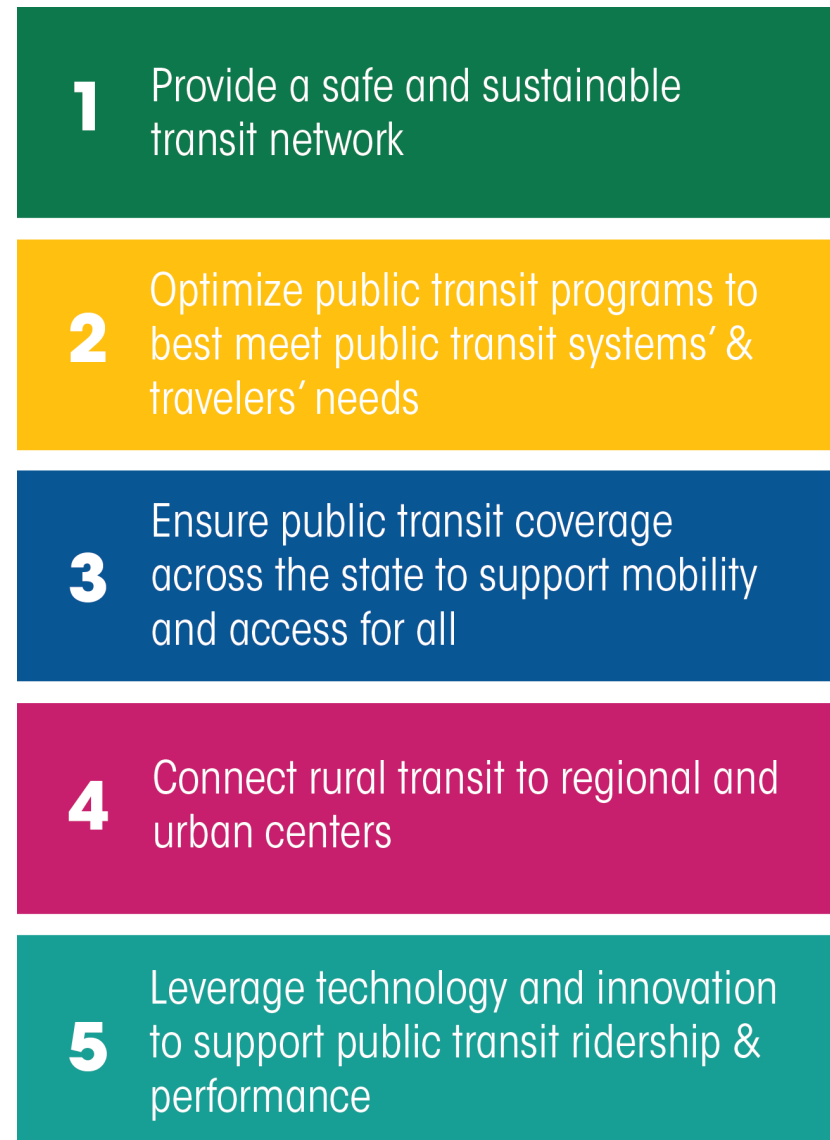 1 Provide a safe and sustainable
transit network
Optimize public transit programs to
2 best meet public transit systems’ &
travelers’ needs
Ensure public transit coverage
3 across the state to support mobility
and access for all
4 Connect rural transit to regional and
urban centers
Leverage technology and innovation
5 to support public transit ridership &
performance